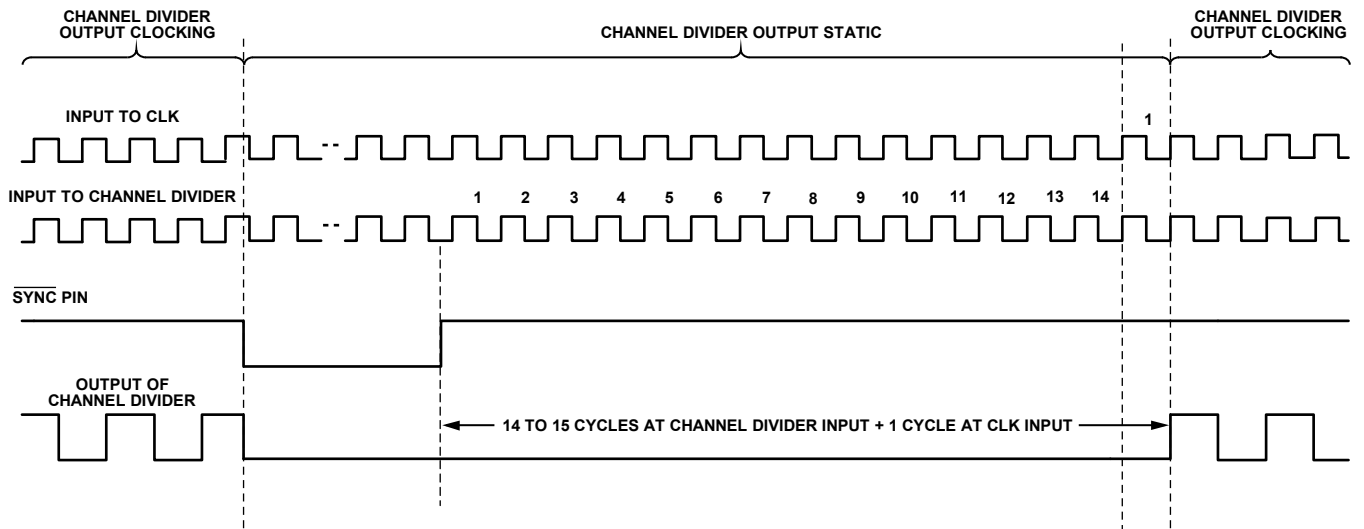 CHANNEL DIVIDER
OUTPUT CLOCKING
CHANNEL DIVIDER OUTPUT STATIC
CHANNEL DIVIDER
OUTPUT CLOCKING
INPUT TO CLK
1
INPUT TO CHANNEL DIVIDER
1 2 3 4 5 6 7 8 9 10 11 12 13 14
SYNC PIN
OUTPUT OF
CHANNEL DIVIDER
14 TO 15 CYCLES AT CHANNEL DIVIDER INPUT + 1 CYCLE AT CLK INPUT